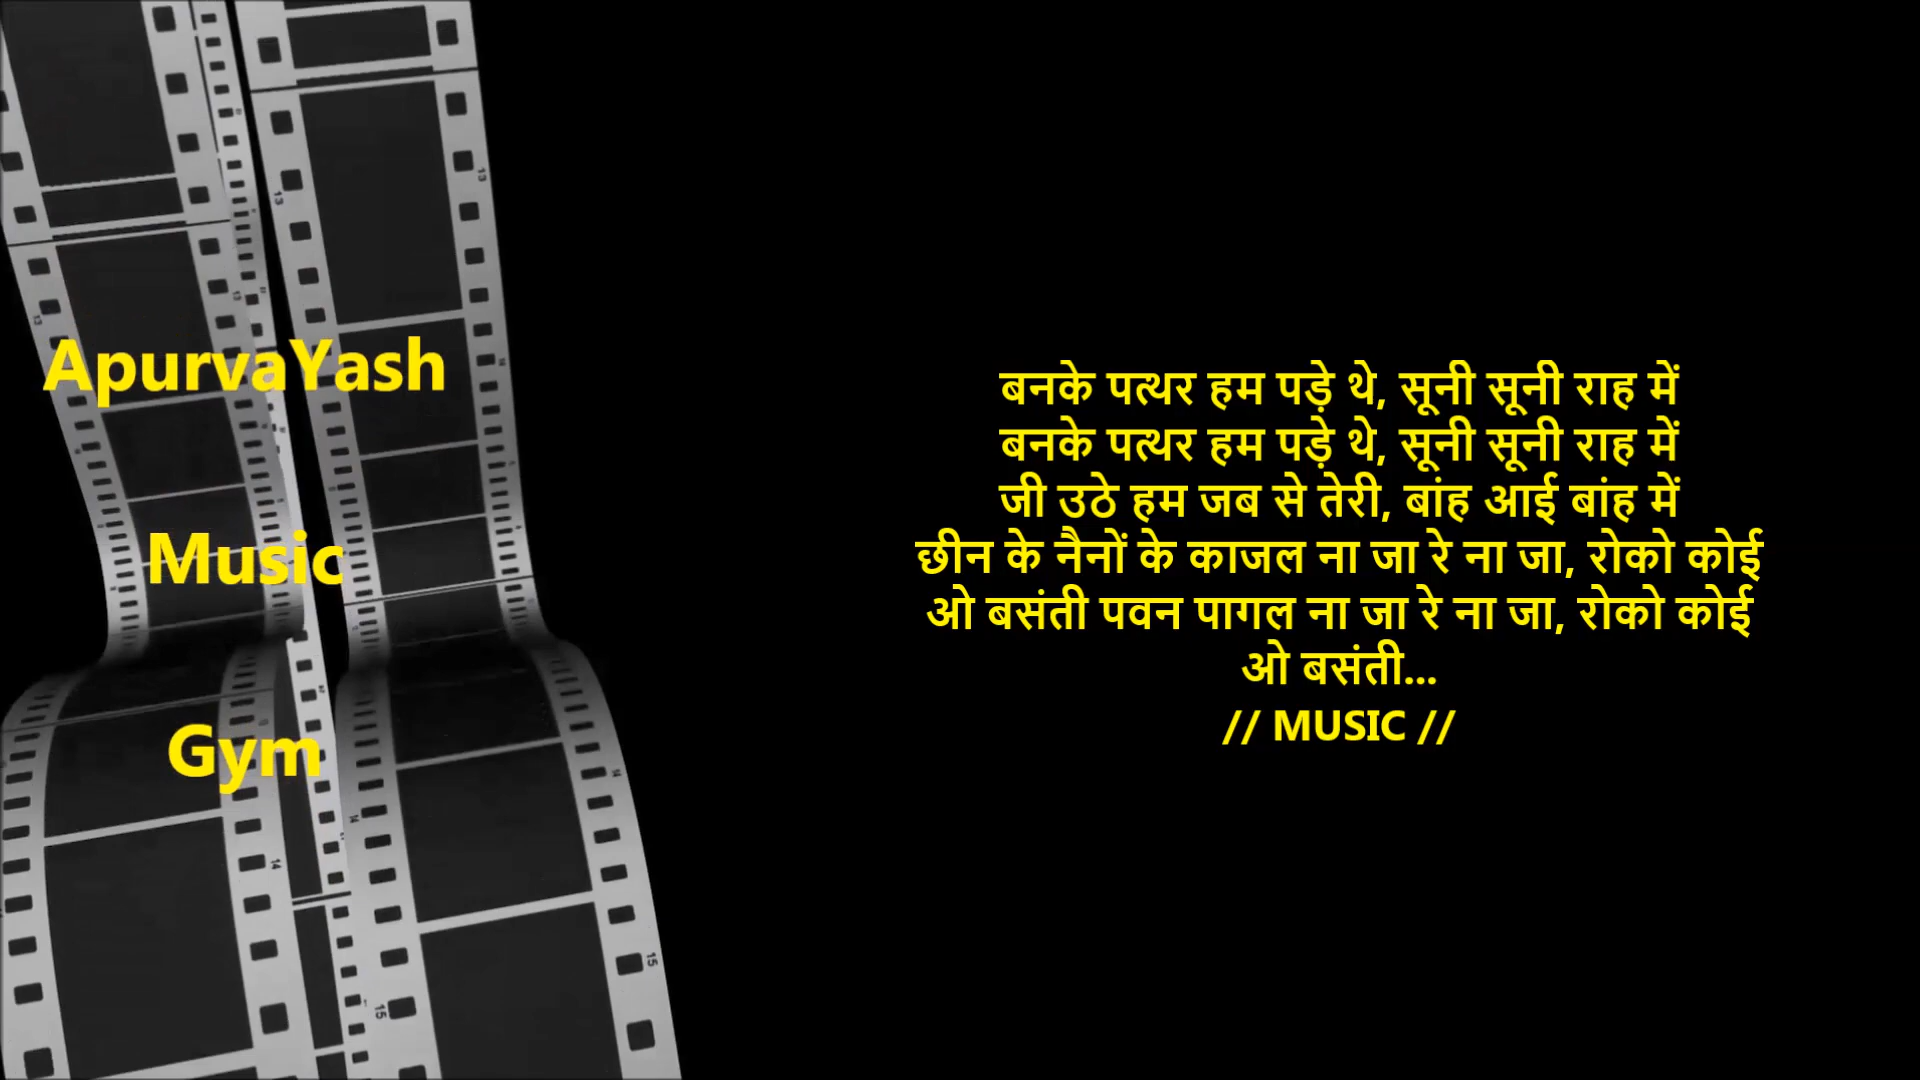 ApurvaYash
Music
Gym
बनके पत्थर हम पड़े थे, सूनी सूनी राह में
बनके पत्थर हम पड़े थे, सूनी सूनी राह में
जी उठे हम जब से तेरी, बांह आई बांह में
छीन के नैनों के काजल ना जा रे ना जा, रोको कोई
ओ बसंती पवन पागल ना जा रे ना जा, रोको कोई
ओ बसंती...
// MUSIC //